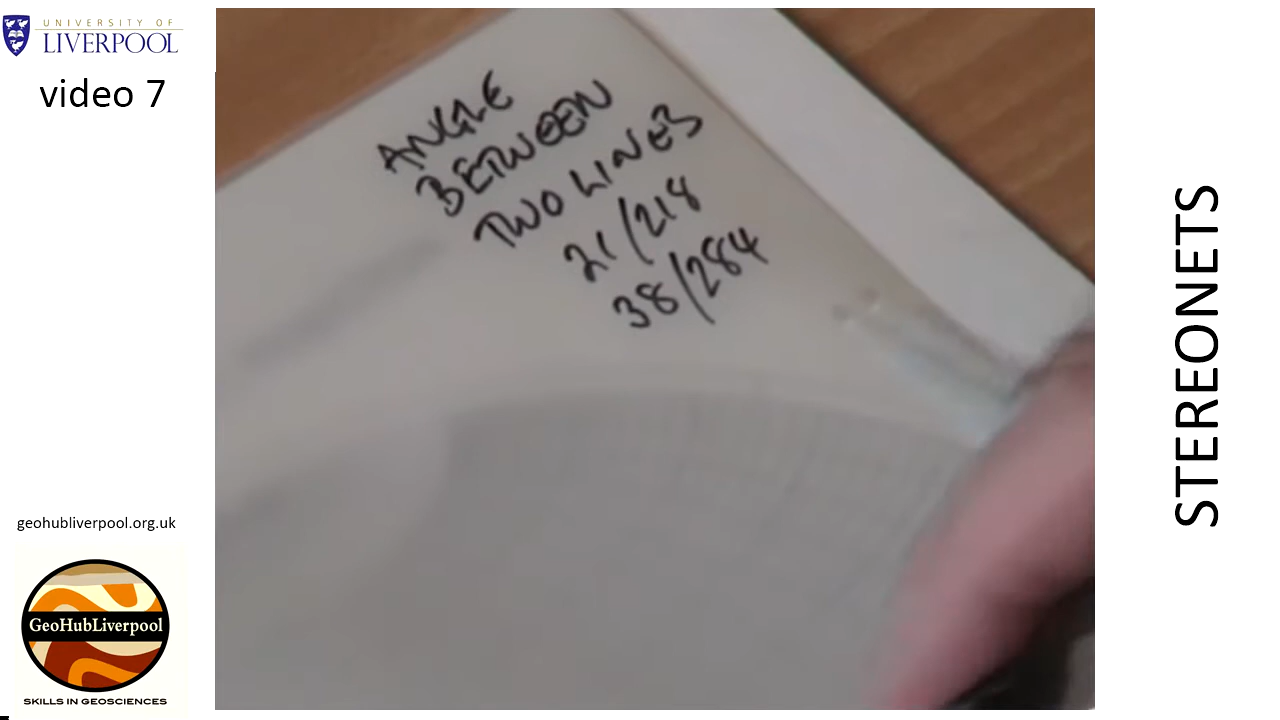 UNIVERSITY OF
LIVERPOOL
video 7
ANGLE
BETWEEN
TWO LINES
21/218
38/284
STEREONETS
geohubliverpool.org.uk
GeoHubLiverpool
SKILLS IN GEOSCIENCES